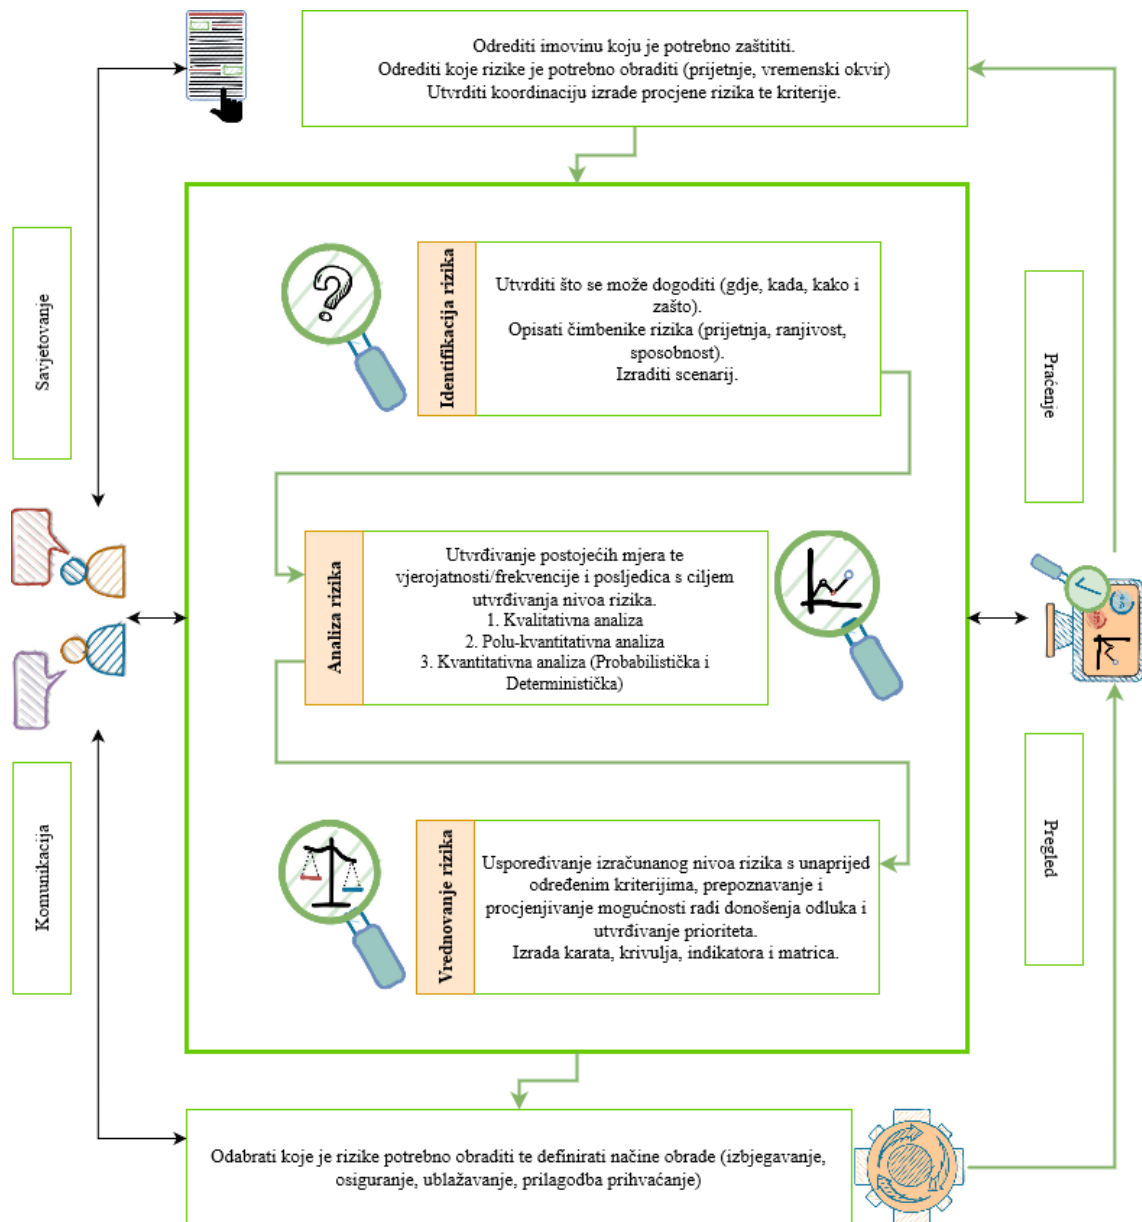 Odrediti imovinu koju je potrebno zaštititi.
Odrediti koje rizike je potrebno obraditi (prijetnje, vremenski okvir)
Utvrditi koordinaciju izrade procjene rizika te kriterije.
Savjetovanje
Identifikacija rizika
Utvrditi što se može dogoditi (gdje, kada, kako i
zašto).
Opisati čimbenike rizika (prijetnja, ranjivost,
sposobnost).
Izraditi scenarij.
Praćenje
Analiza rizika
Utvrđivanje postojećih mjera te
vjerojatnosti/frekvencije i posljedica s ciljem
utvrđivanja nivoa rizika.
1. Kvalitativna analiza
2. Polu-kvantitativna analiza
3. Kvantitativna analiza (Probabilistička i
Deterministička)
Komunikacija
Vrednovanje rizika
Uspoređivanje izračunanog nivoa rizika s unaprijed
određenim kriterijima, prepoznavanje i
procjenjivanje mogućnosti radi donošenja odluka i
utvrđivanje prioriteta.
Izrada karata, krivulja, indikatora i matrica.
Pregled
Odabrati koje je rizike potrebno obraditi te definirati načine obrade (izbjegavanje,
osiguranje, ublažavanje, prilagodba prihvaćanje)